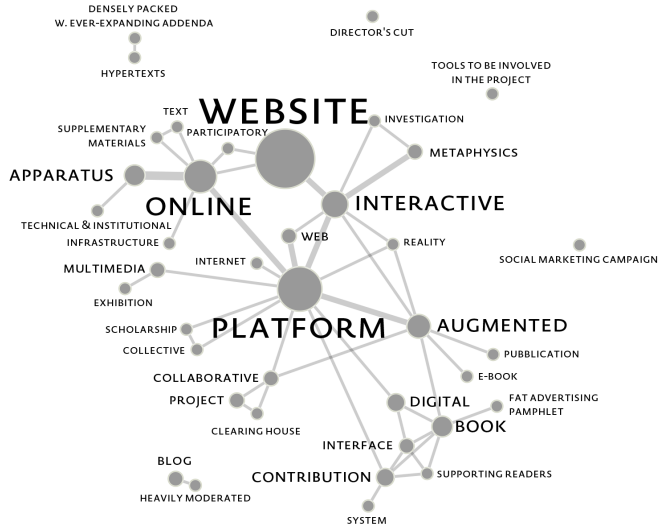 DENSELY PACKED
W. EVER-EXPANDING ADDENDA
HYPERTEXTS
DIRECTOR'S CUT
TOOLS TO BE INVOLVED
IN THE PROJECT
TEXT
WEBSITE
INVESTIGATION
SUPPLEMENTARY
MATERIALS
PARTICIPATORY
METAPHYSICS
APPARATUS
ONLINE
INTERACTIVE
TECHNICAL & INSTITUTIONAL
INFRASTRUCTURE
WEB
REALITY
INTERNET
SOCIAL MARKETING CAMPAIGN
MULTIMEDIA
EXHIBITION
PLATFORM
AUGMENTED
SCHOLARSHIP
COLLECTIVE
PUBBLICATION
E-BOOK
COLLABORATIVE
PROJECT
CLEARING HOUSE
DIGITAL
FAT ADVERTISING
PAMPHLET
BOOK
INTERFACE
BLOG
HEAVILY MODERATED
CONTRIBUTION
SUPPORTING READERS
SYSTEM